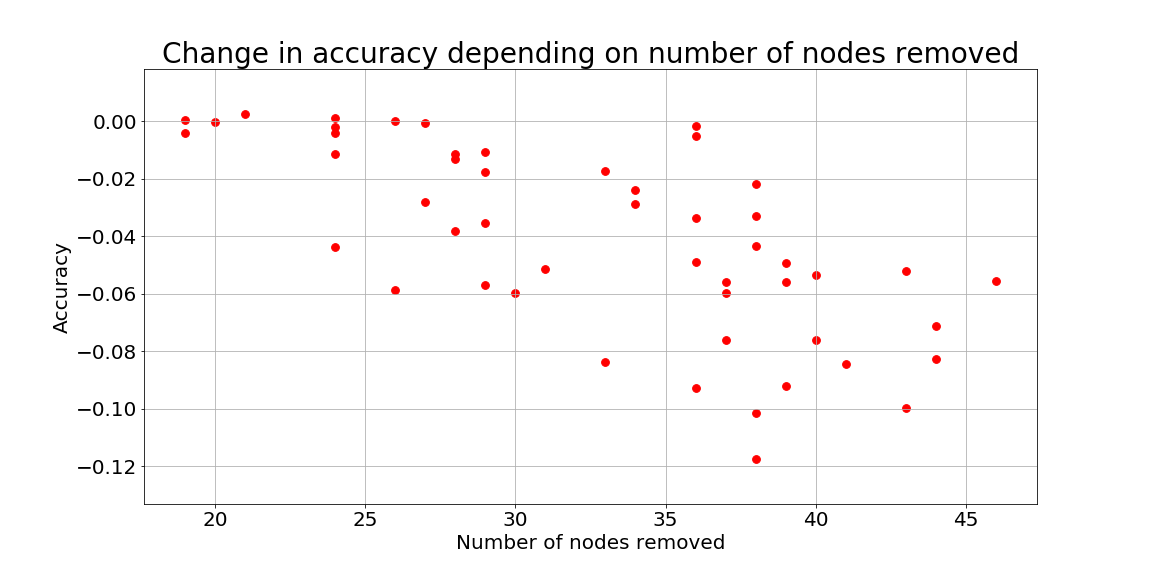 Change in accuracy depending on number of nodes removed
Accuracy
0.00
−0.02
−0.04
−0.06
−0.08
−0.10
−0.12
20 25 30 35 40 45
Number of nodes removed